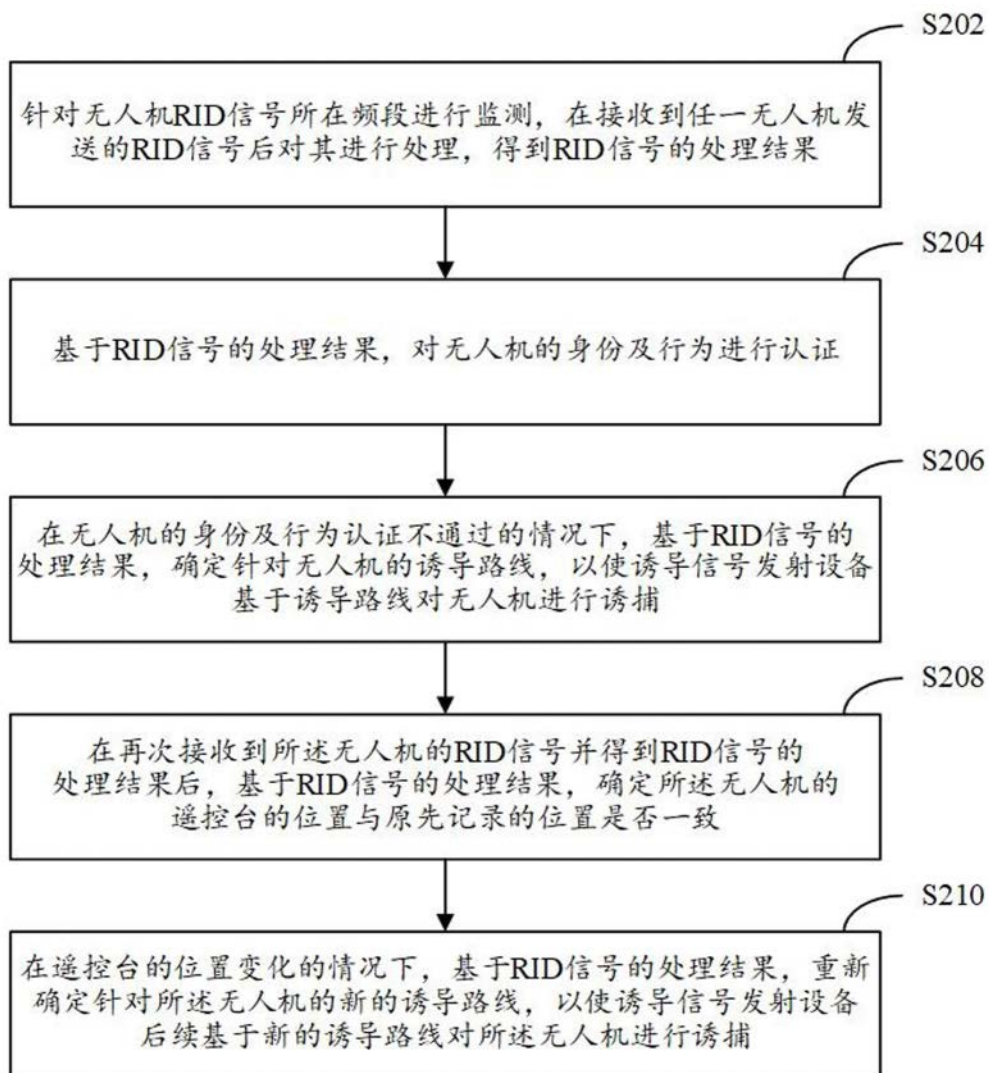 S202
针对无人机RID信号所在频段进行监测，在接收到任一无人机发
送的RID信号后对其进行处理，得到RID信号的处理结果
S204
基于RID信号的处理结果，对无人机的身份及行为进行认证
S206
在无人机的身份及行为认证不通过的情况下，基于RID信号的
处理结果，确定针对无人机的诱导路线，以使诱导信号发射设备
基于诱导路线对无人机进行诱捕
S208
在再次接收到所述无人机的RID信号并得到RID信号的
处理结果后，基于RID信号的处理结果，确定所述无人机的
遥控台的位置与原先记录的位置是否一致
S210
在遥控台的位置变化的情况下，基于RID信号的处理结果，重新
确定针对所述无人机的新的诱导路线，以使诱导信号发射设备
后续基于新的诱导路线对所述无人机进行诱捕